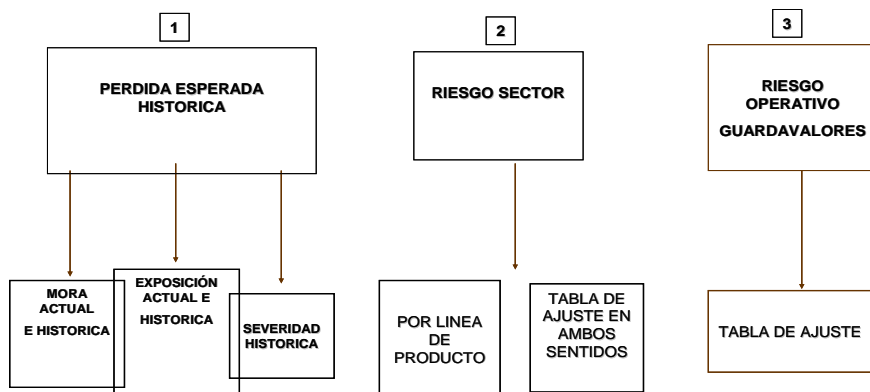 1
2
3
PERDIDA ESPERADA
HISTORICA
RIESGO SECTOR
RIESGO
OPERATIVO
GUARDAVALORES
MORA
ACTUAL
E HISTORICA
EXPOSICIÓN
ACTUAL E
HISTORICA
SEVERIDAD
HISTORICA
POR LINEA
DE
PRODUCTO
TABLA DE
AJUSTE EN
AMBOS
SENTIDOS
TABLA DE AJUSTE